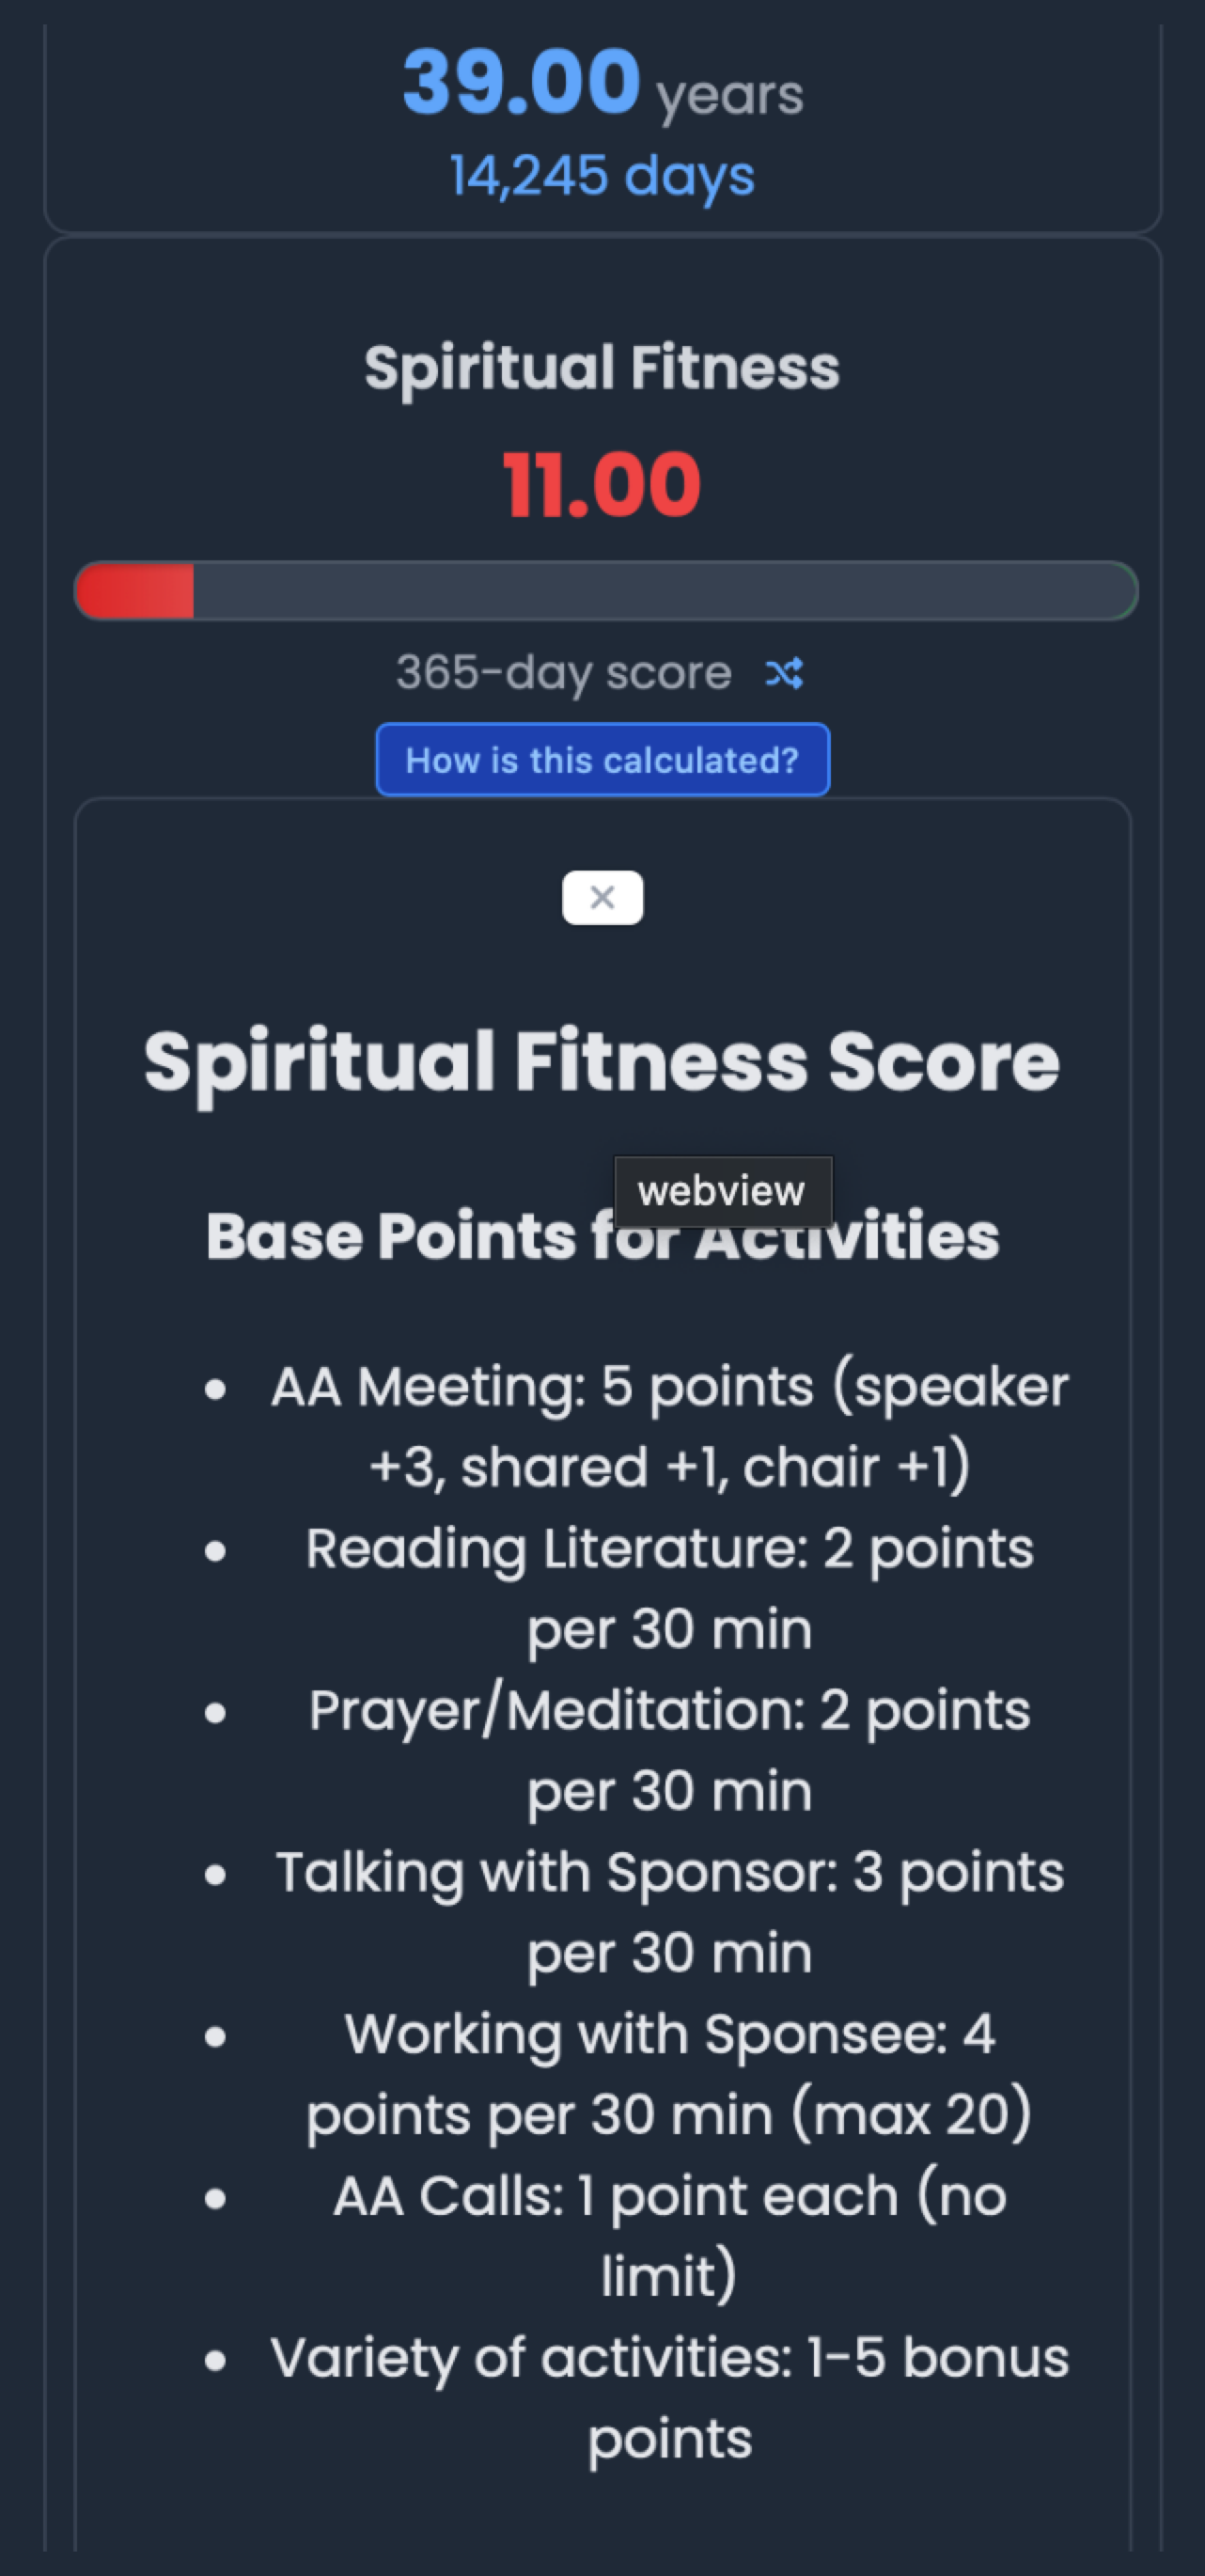 39.00 years
14,245 days
Spiritual Fitness
11.00
365-day score
How is this calculated?
Spiritual Fitness Score
webview
Base Points for Activities
AA Meeting: 5 points (speaker
+3, shared +1, chair +1)
Reading Literature: 2 points
per 30 min
Prayer/Meditation: 2 points
per 30 min
Talking with Sponsor: 3 points
per 30 min
Working with Sponsee: 4
points per 30 min (max 20)
AA Calls: 1 point each (no
limit)
Variety of activities: 1-5 bonus
points